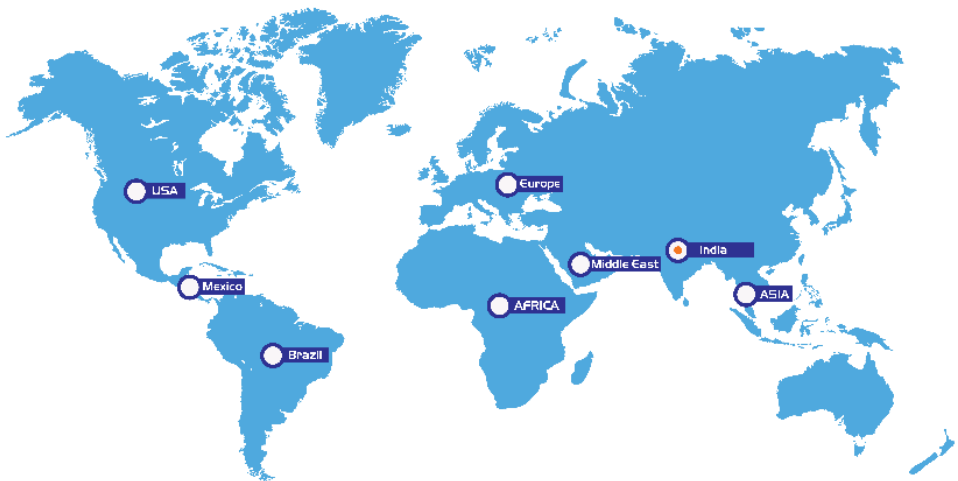 USA
Europe
India
Middle East
Mexico
ASIA
AFRICA
Brazil